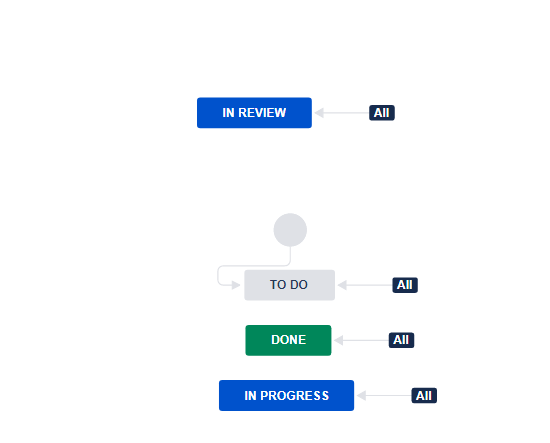 IN REVIEW All
TO DO All
DONE All
IN PROGRESS All